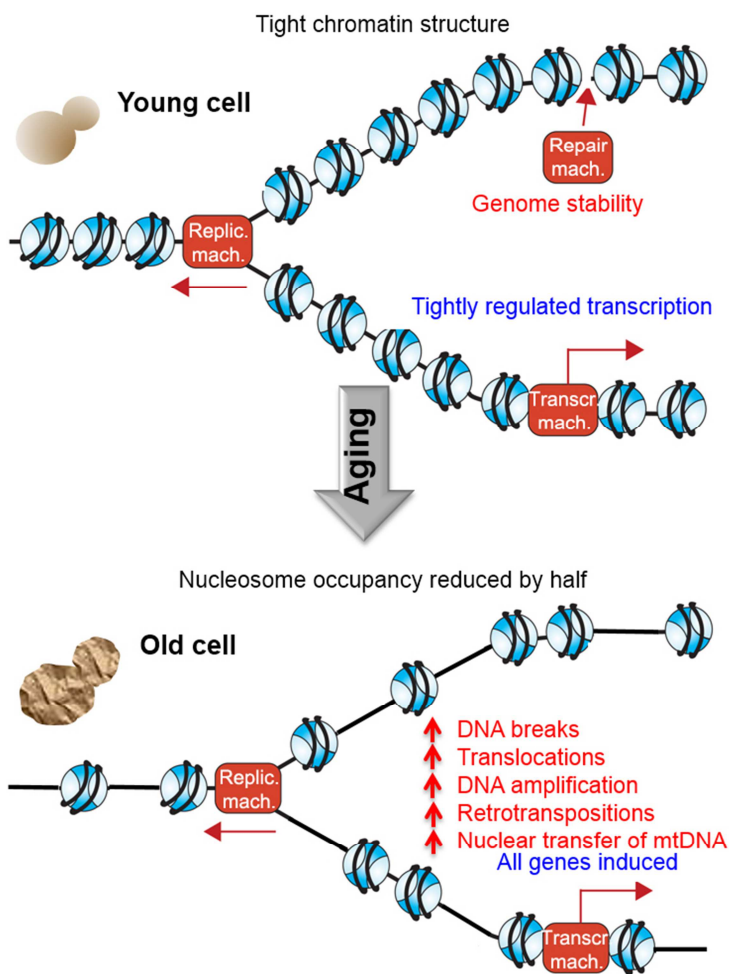 Tight chromatin structure
Young cell
Repair
mach.
Genome stability
Replic.
mach.
Tightly regulated transcription
Transcr.
mach.
Aging
Nucleosome occupancy reduced by half
Old cell
DNA breaks
Translocations
DNA amplification
Retrotranspositions
Nuclear transfer of mtDNA
Replic.
mach.
All genes induced
Transcr
mach.